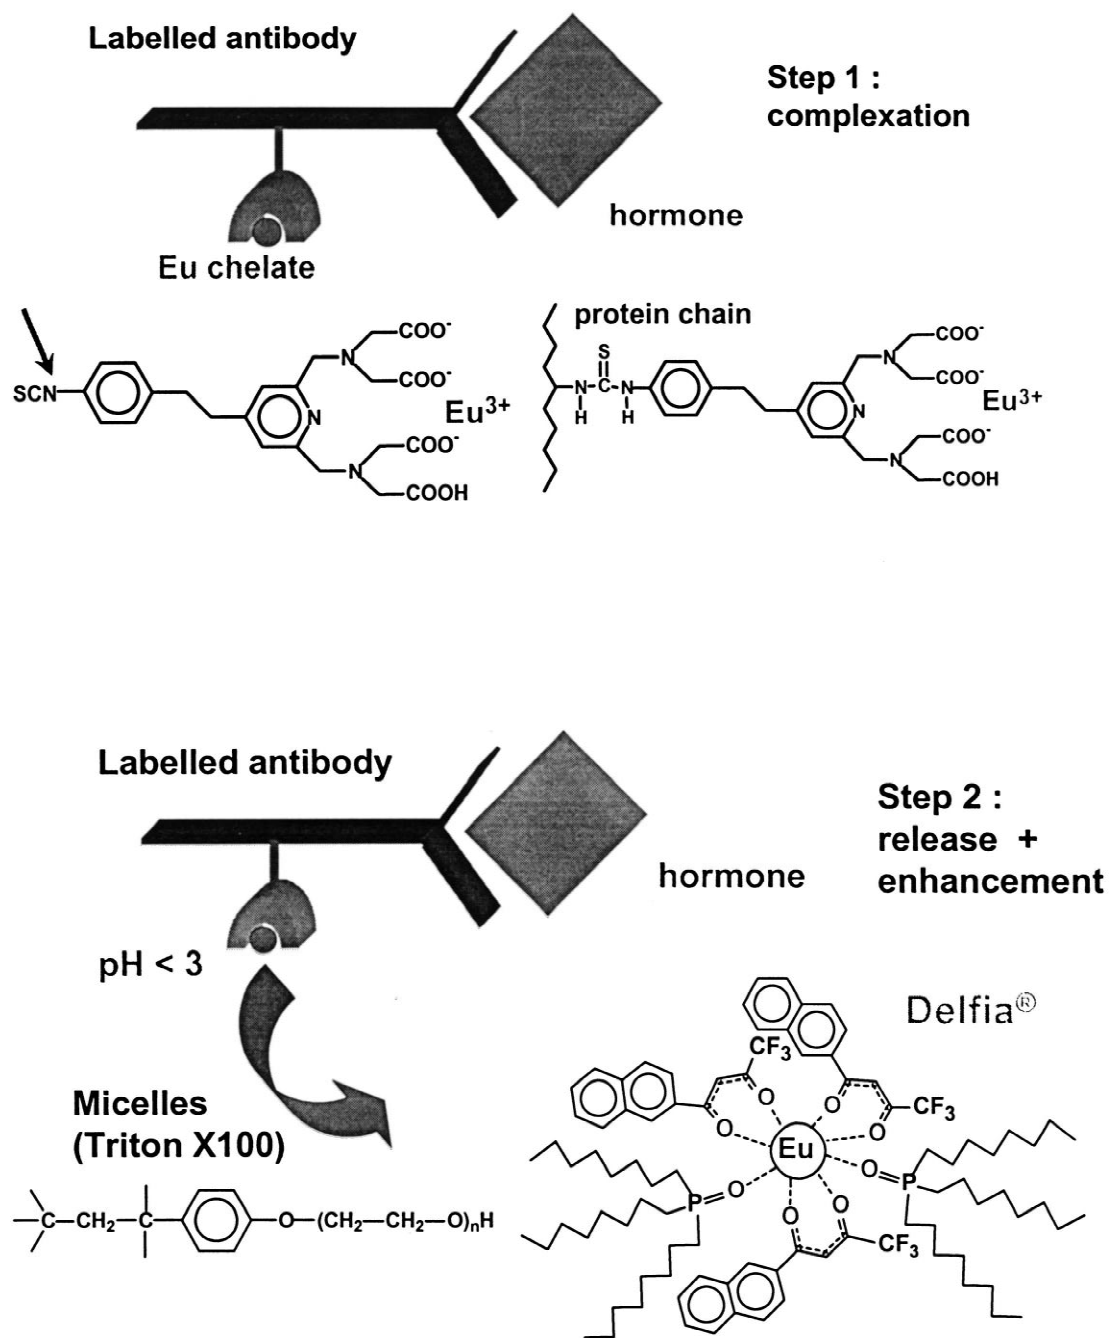 Labelled antibody
Step 1 :
complexation
hormone
Eu chelate
protein chain
SCN
N
COO-
COO-
N
Eu3+
COO-
N
COOH
S
N
C
N
H
H
N
COO-
COO-
N
Eu3+
COO-
N
COOH
Labelled antibody
Step 2 :
release +
enhancement
hormone
pH < 3
Delfia®
Micelles
(Triton X100)
CH2
O
(CH2
CH2
O)nH
CF3
O
O
O
O
CF3
Eu
P
O
O
P
O
O
CF3